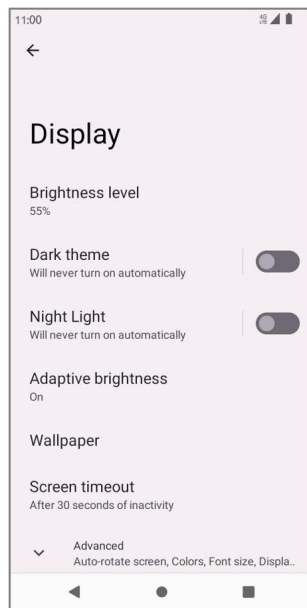 11:00
4G
LTE
Display
Brightness level
55%
Dark theme
Will never turn on automatically
Night Light
Will never turn on automatically
Adaptive brightness
On
Wallpaper
Screen timeout
After 30 seconds of inactivity
Advanced
Auto-rotate screen, Colors, Font size, Displa..